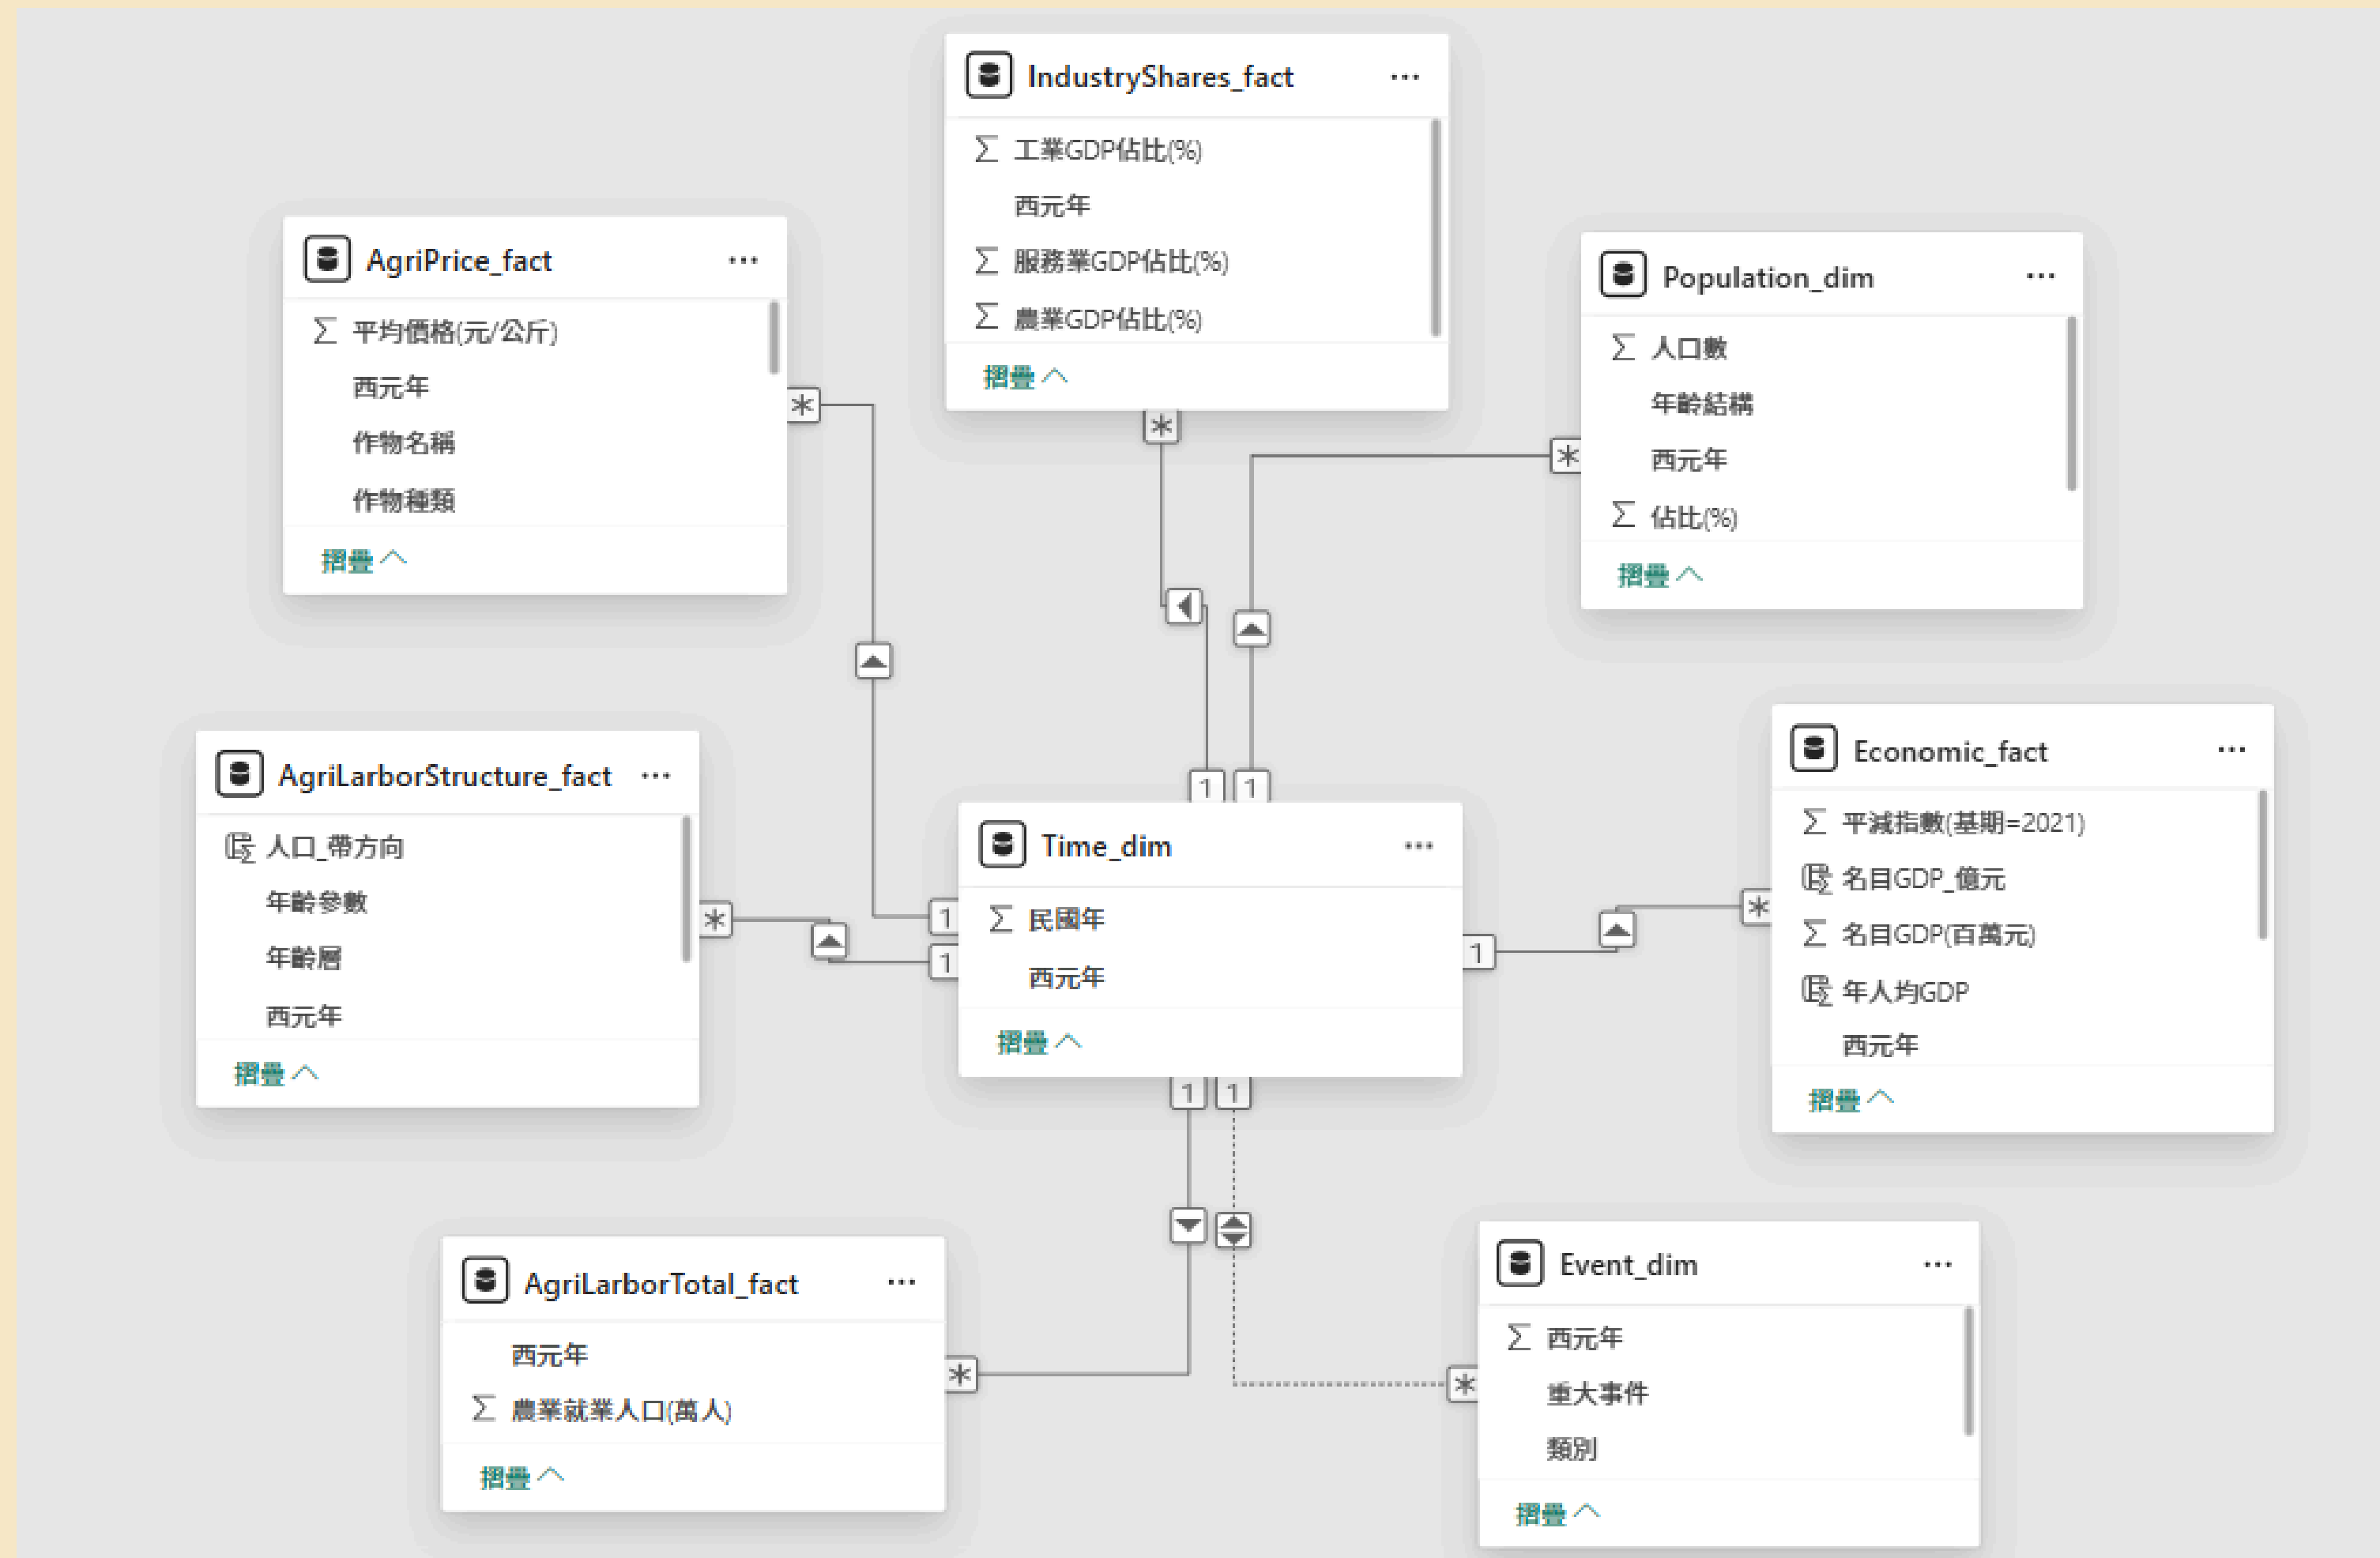 IndustryShares_fact
工業GDP佔比(%)
西元年
服務業GDP佔比(%)
農業GDP佔比(%)
摺疊
AgriPrice_fact
平均價格(元/公斤)
西元年
作物名稱
作物種類
摺疊
Population_dim
人口數
年齡結構
西元年
佔比(%)
摺疊
AgriLarborStructure_fact
人口_帶方向
年齡參數
年齡層
西元年
摺疊
Time_dim
民國年
西元年
摺疊
Economic_fact
平減指數(基期=2021)
名目GDP_億元
名目GDP(百萬元)
年人均GDP
西元年
摺疊
AgriLarborTotal_fact
西元年
農業就業人口(萬人)
摺疊
Event_dim
西元年
重大事件
類別
摺疊
*
*
*
1
1
*
1
1
1
*
1
1
*
*